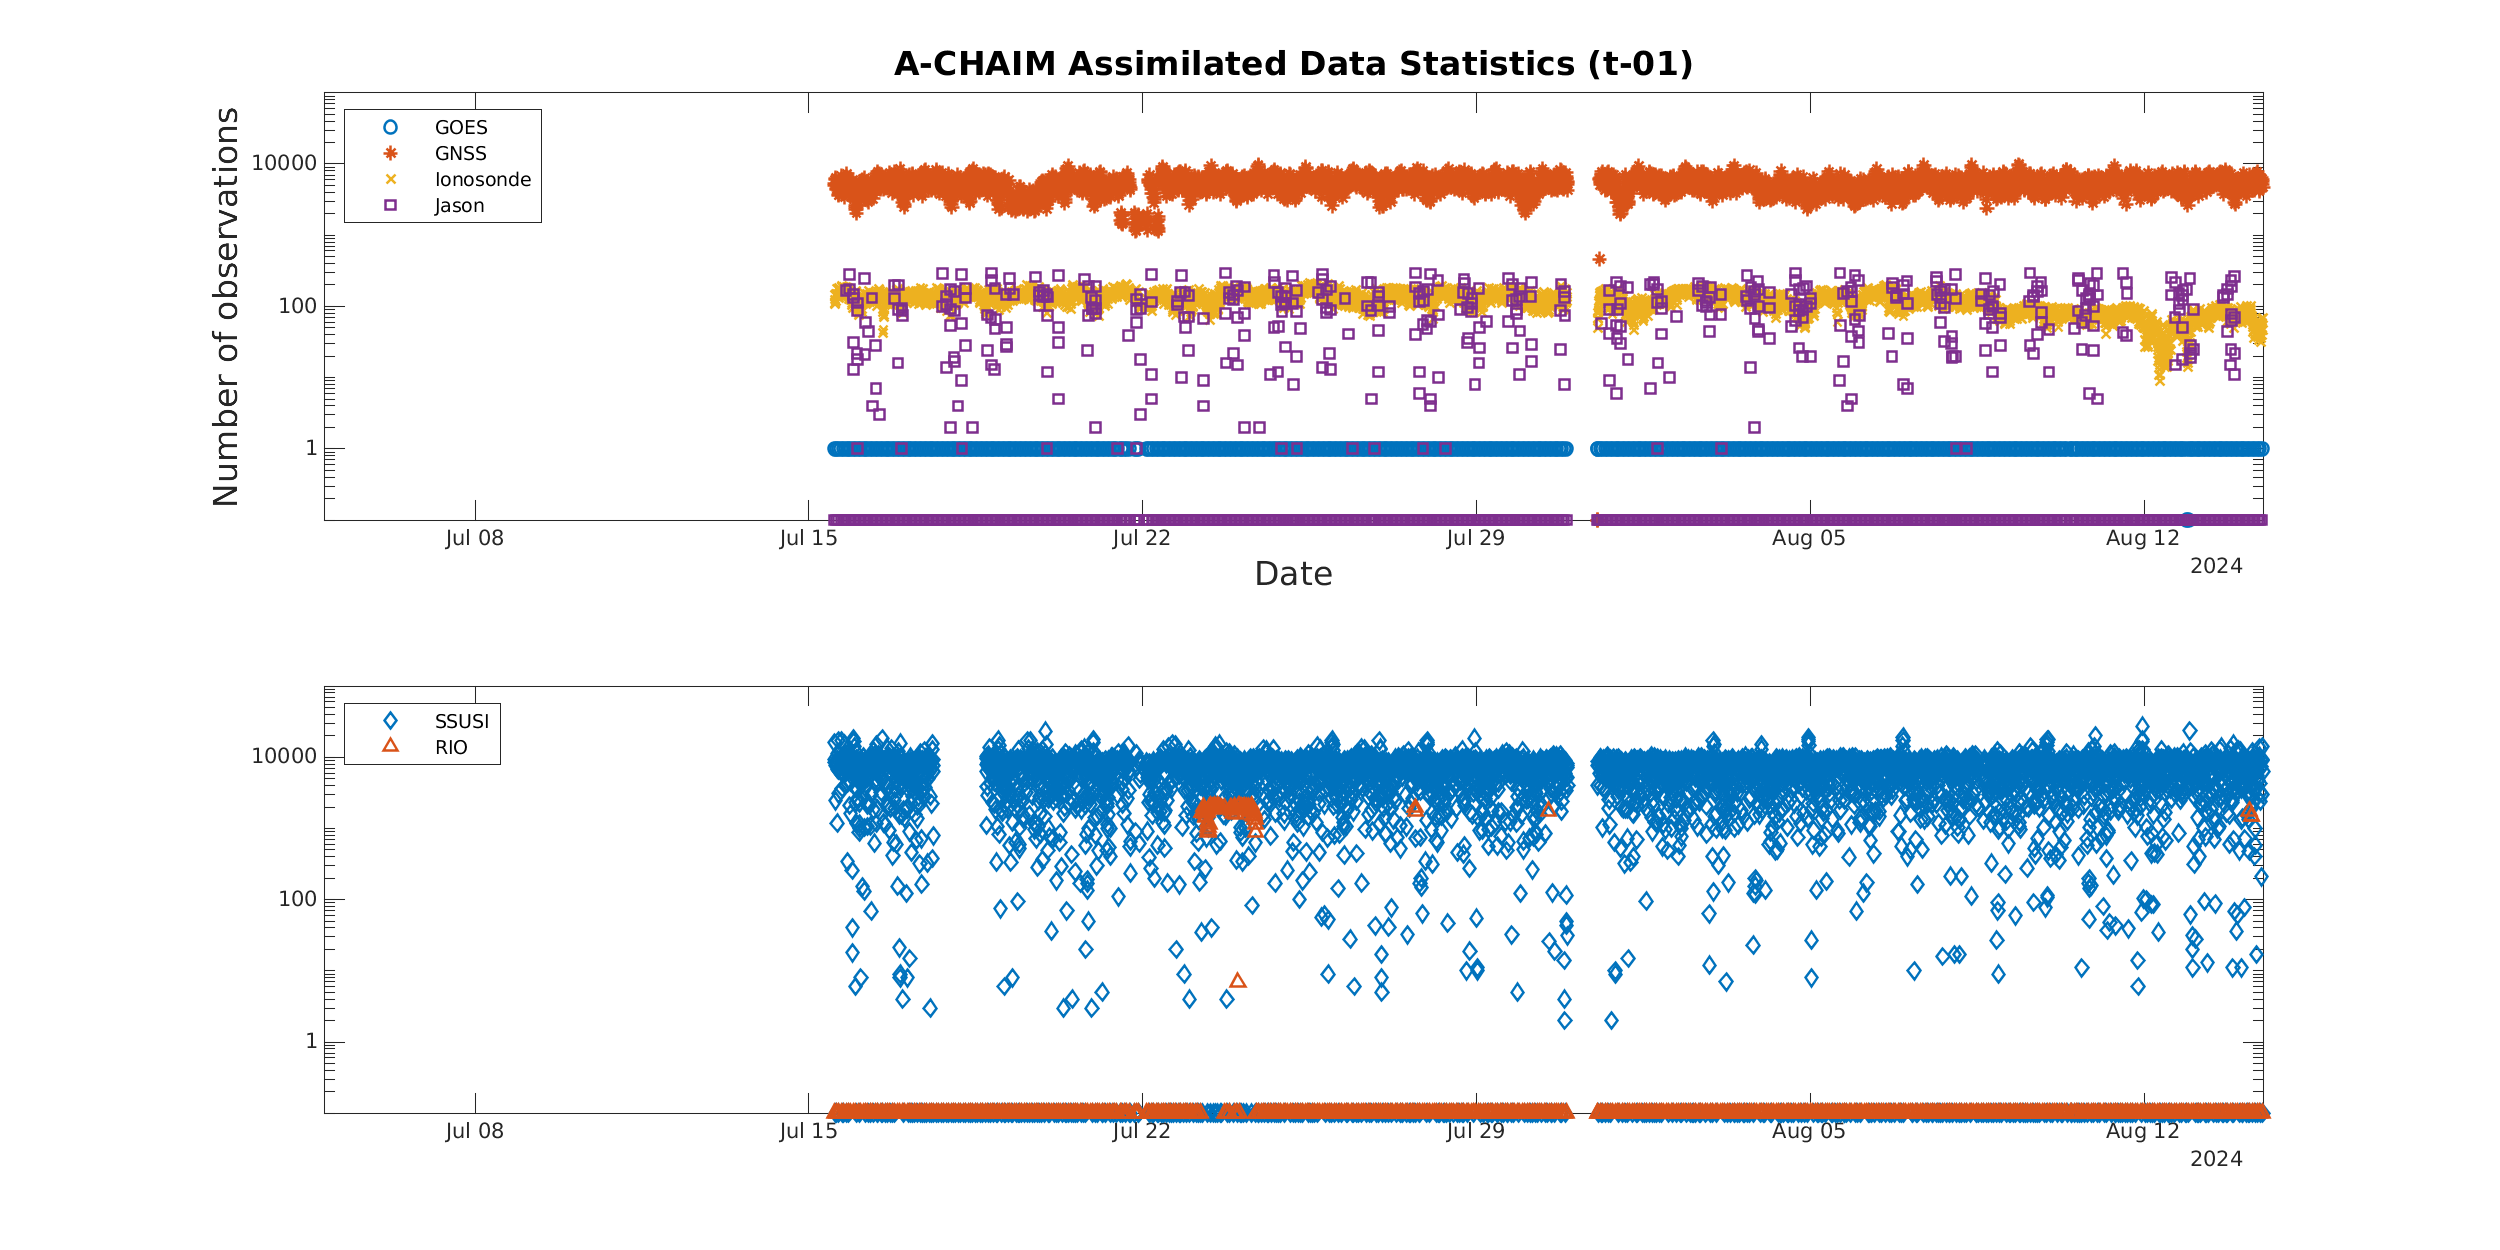 A-CHAIM Assimilated Data Statistics (t-01)
Number of observations
10000
100
1
GOES
GNSS
Ionosonde
Jason
Jul 08
Jul 15
Jul 22
Jul 29
Aug 05
Aug 12
2024
Date
10000
100
1
SSUSI
RIO
Jul 08
Jul 15
Jul 22
Jul 29
Aug 05
Aug 12
2024